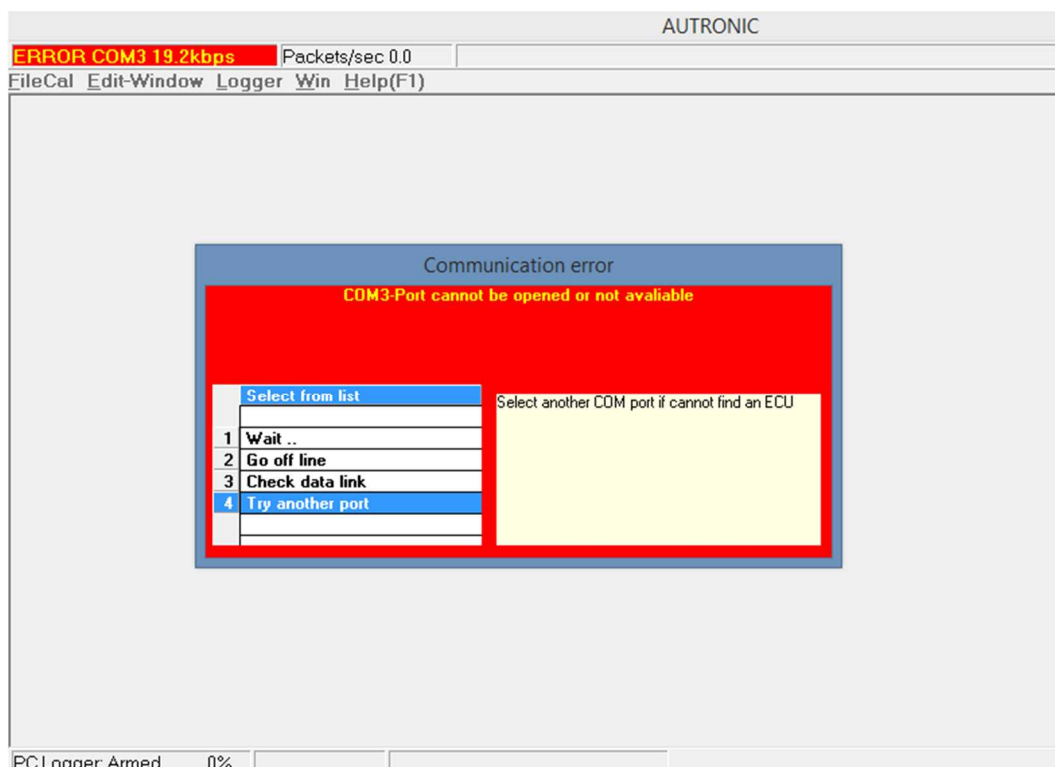 AUTRONIC
ERROR COM3 19.2kbps Packets/sec 0.0
FileCal Edit-Window Logger Win Help(F1)
Communication error
COM3-Port cannot be opened or not avaliable
Select from list
Select another COM port if cannot find an ECU
1 Wait ..
2 Go off line
3 Check data link
4 Try another port
PC Logger: Armed 0%